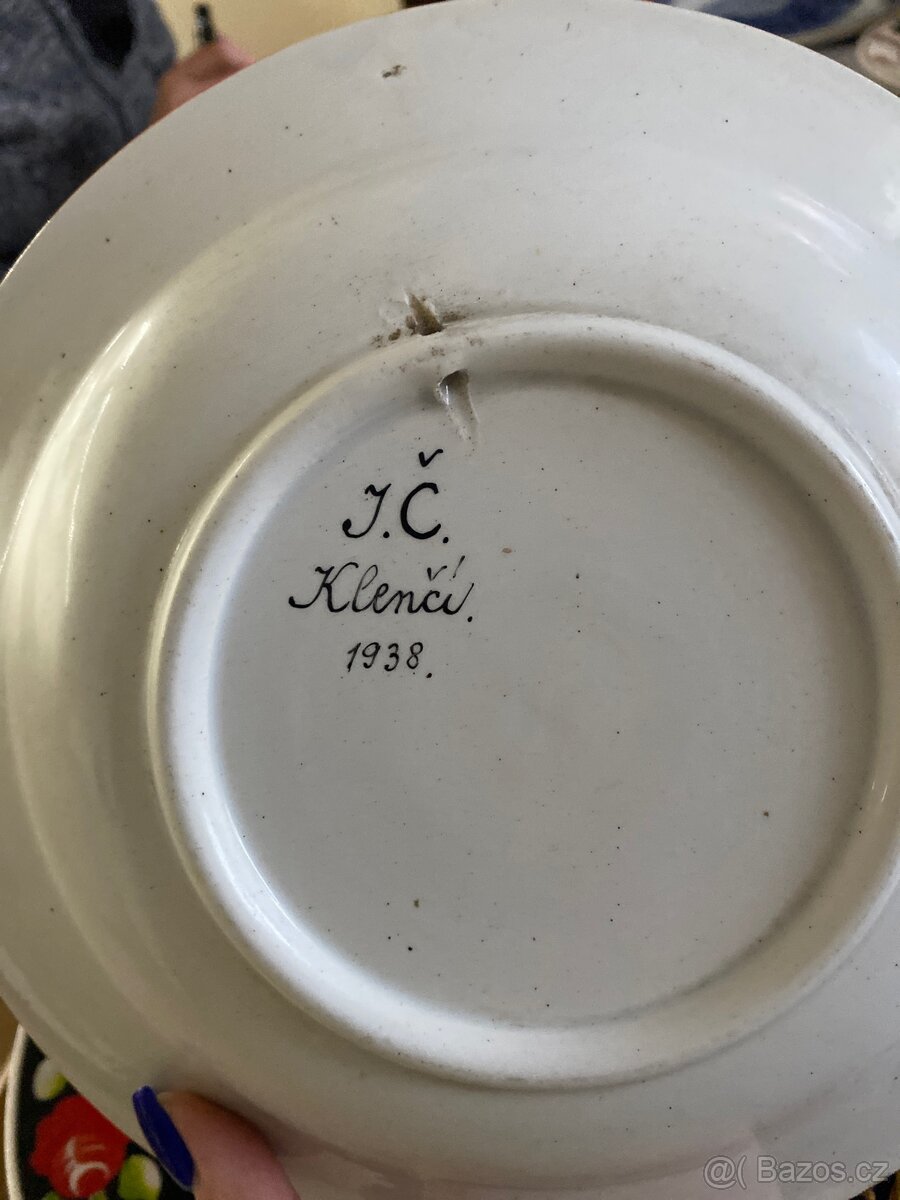 J.Č.
Klenčí.
1938.
@( Bazos.cz